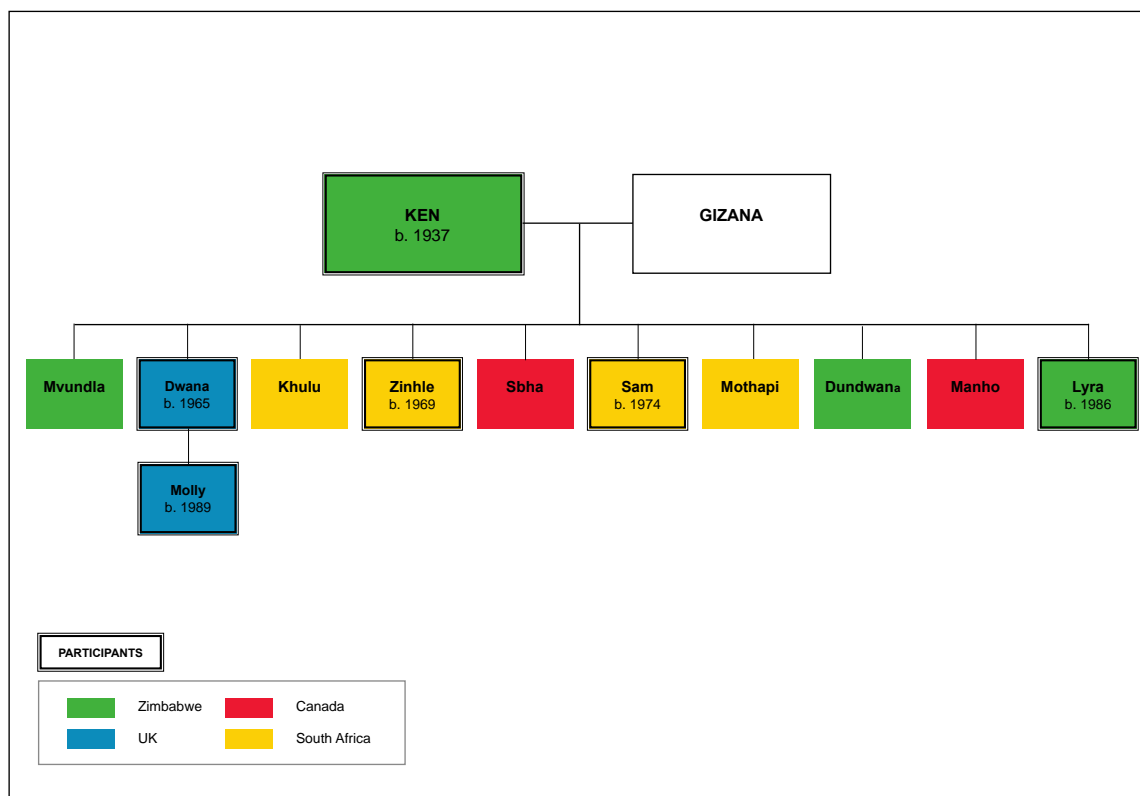 KEN
b. 1937
GIZANA
Mvundla
Dwana
b. 1965
Khulu
Zinhle
b. 1969
Sbha
Sam
b. 1974
Mothapi
Dundwana
Manho
Lyra
b. 1986
Molly
b. 1989
PARTICIPANTS
Zimbabwe
Canada
UK
South Africa